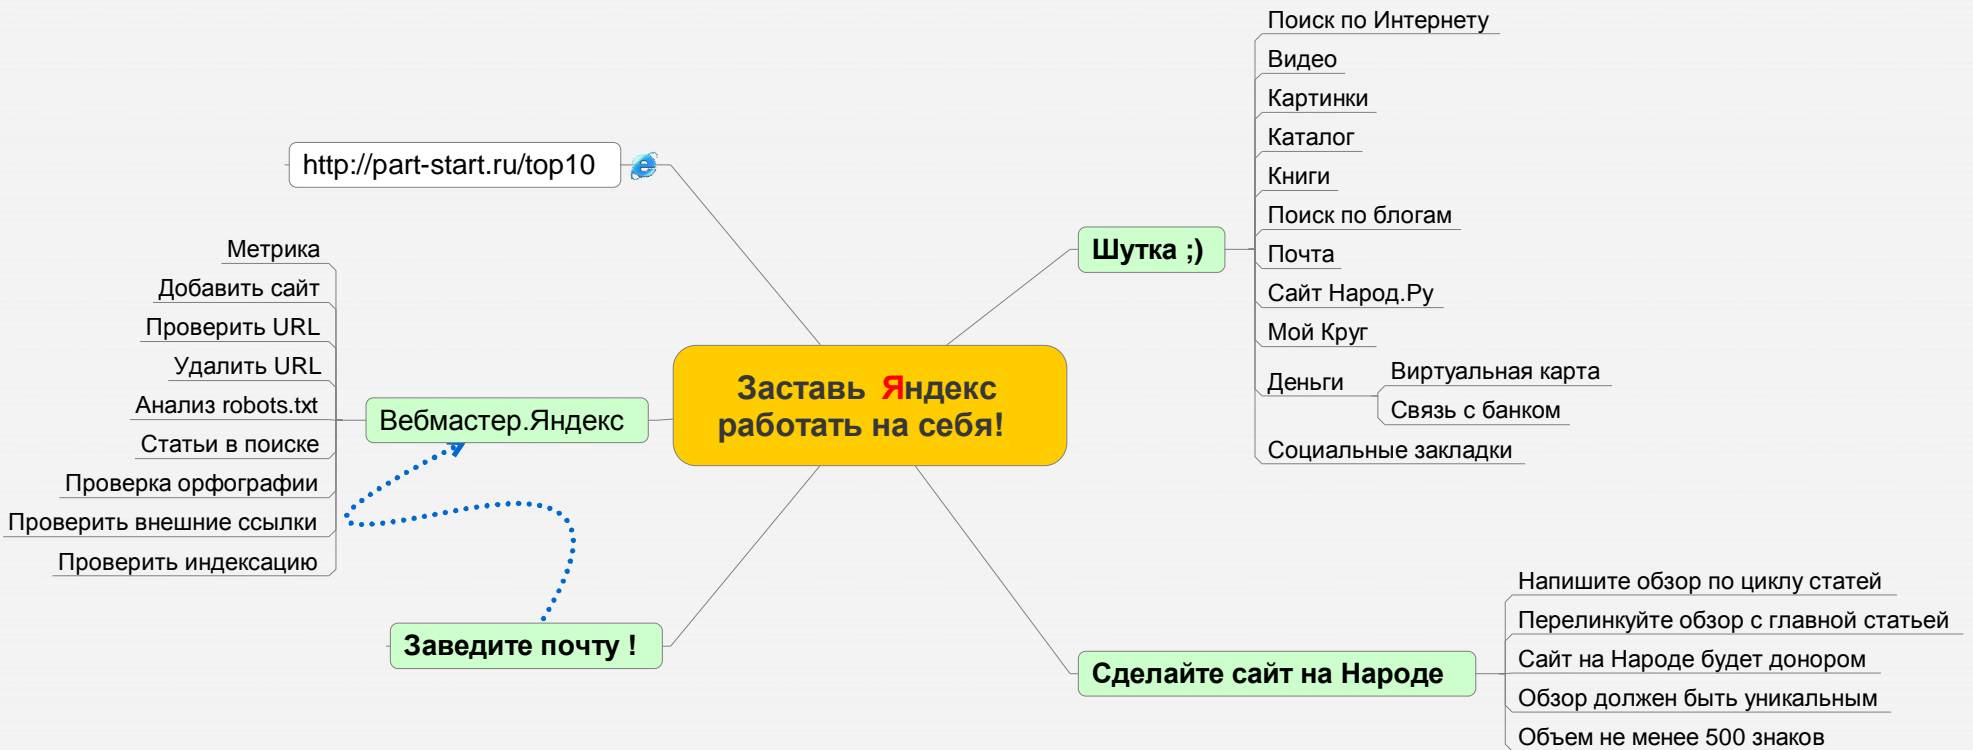 http://part-start.ru/top10
Метрика
Добавить сайт
Проверить URL
Удалить URL
Анализ robots.txt
Статьи в поиске
Проверка орфографии
Проверить внешние ссылки
Проверить индексацию
Вебмастер.Яндекс
Заведите почту !
Заставь Яндекс
работать на себя!
Шутка ;)
Поиск по Интернету
Видео
Картинки
Каталог
Книги
Поиск по блогам
Почта
Сайт Народ.Ру
Мой Круг
Деньги
Виртуальная карта
Связь с банком
Социальные закладки
Сделайте сайт на Народе
Напишите обзор по циклу статей
Перелинкуйте обзор с главной статьей
Сайт на Народе будет донором
Обзор должен быть уникальным
Объем не менее 500 знаков